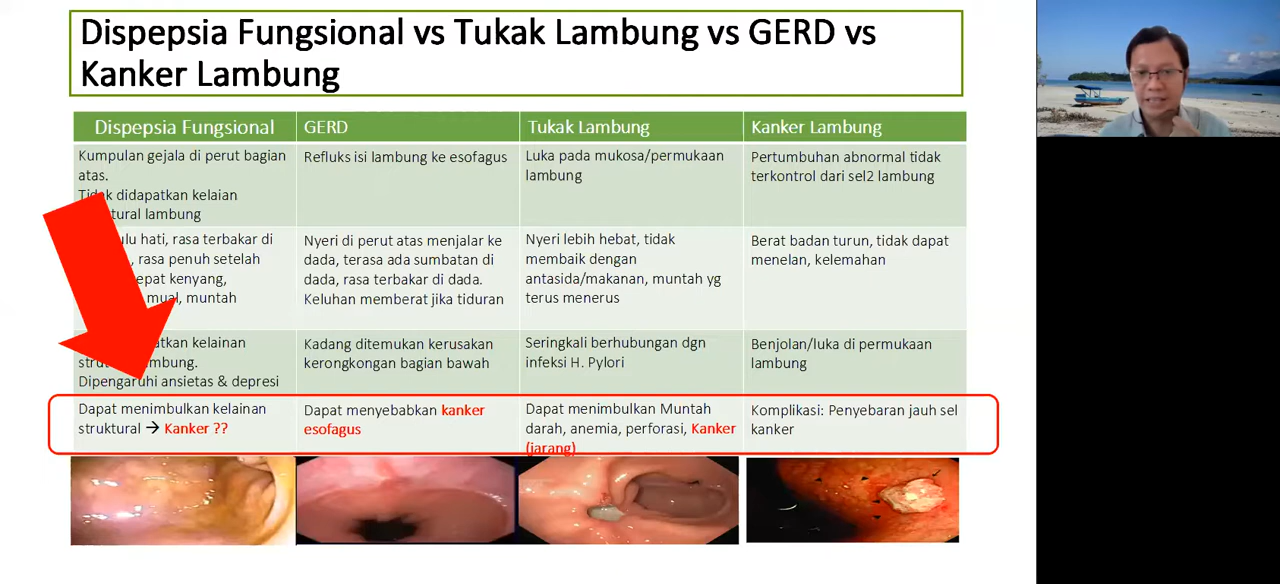 Dispepsia Fungsional vs Tukak Lambung vs GERD vs
Kanker Lambung
Dispepsia Fungsional
GERD
Tukak Lambung
Kanker Lambung
Kumpulan gejala di perut bagian
atas.
Tidak didapatkan kelaian
tural lambung
Refluks isi lambung ke esofagus
Luka pada mukosa/permukaan
lambung
Pertumbuhan abnormal tidak
terkontrol dari sel2 lambung
ulu hati, rasa terbakar di
rasa penuh setelah
epat kenyang,
mual, muntah
Nyeri di perut atas menjalar ke
dada, terasa ada sumbatan di
dada, rasa terbakar di dada.
Keluhan memberat jika tiduran
Nyeri lebih hebat, tidak
membaik dengan
antasida/makanan, muntah yg
terus menerus
Berat badan turun, tidak dapat
menelan, kelemahan
atkan kelainan
stru mbung.
Dipengaruhi ansietas & depresi
Kadang ditemukan kerusakan
kerongkongan bagian bawah
Seringkali berhubungan dgn
infeksi H. Pylori
Benjolan/luka di permukaan
lambung
Dapat menimbulkan kelainan
struktural → Kanker ??
Dapat menyebabkan kanker
esofagus
Dapat menimbulkan Muntah
darah, anemia, perforasi, Kanker
(jarang)
Komplikasi: Penyebaran jauh sel
kanker